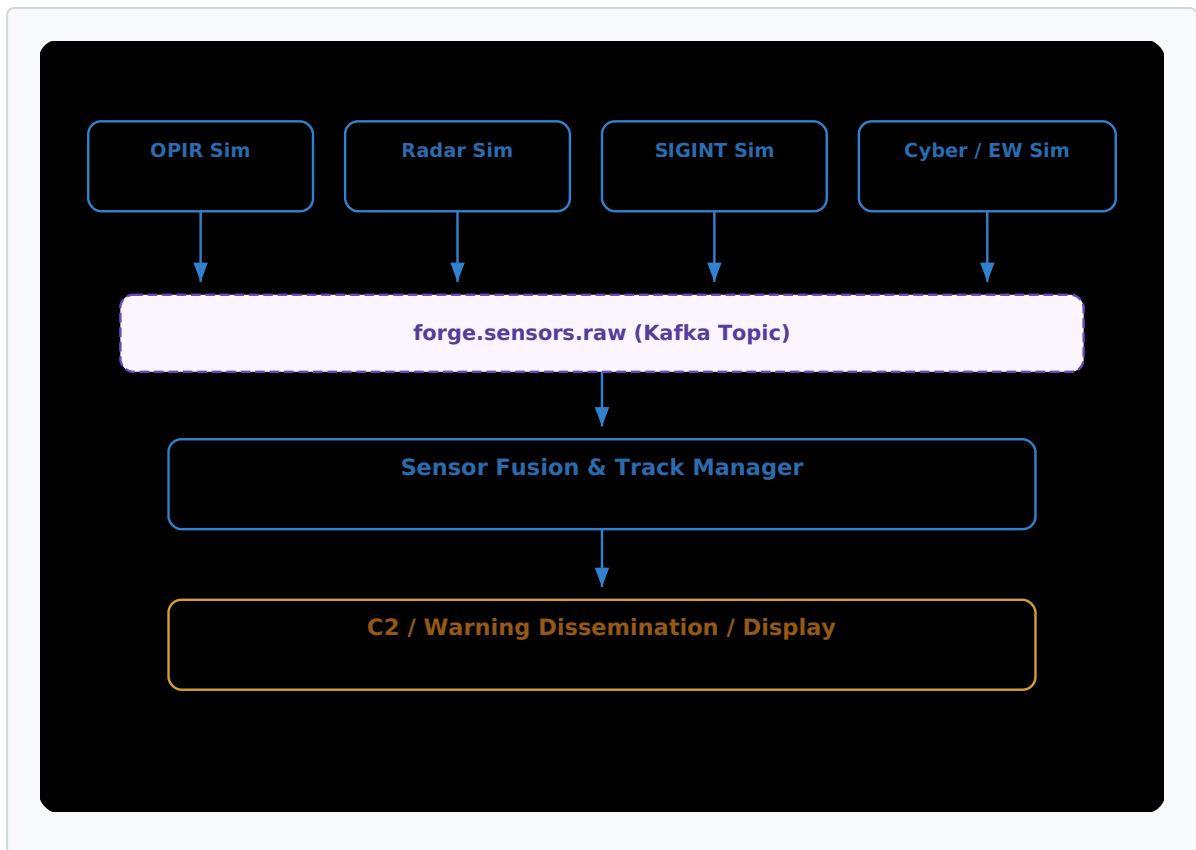 OPIR Sim
Radar Sim
SIGINT Sim
Cyber / EW Sim
forge.sensors.raw (Kafka Topic)
Sensor Fusion & Track Manager
C2 / Warning Dissemination / Display